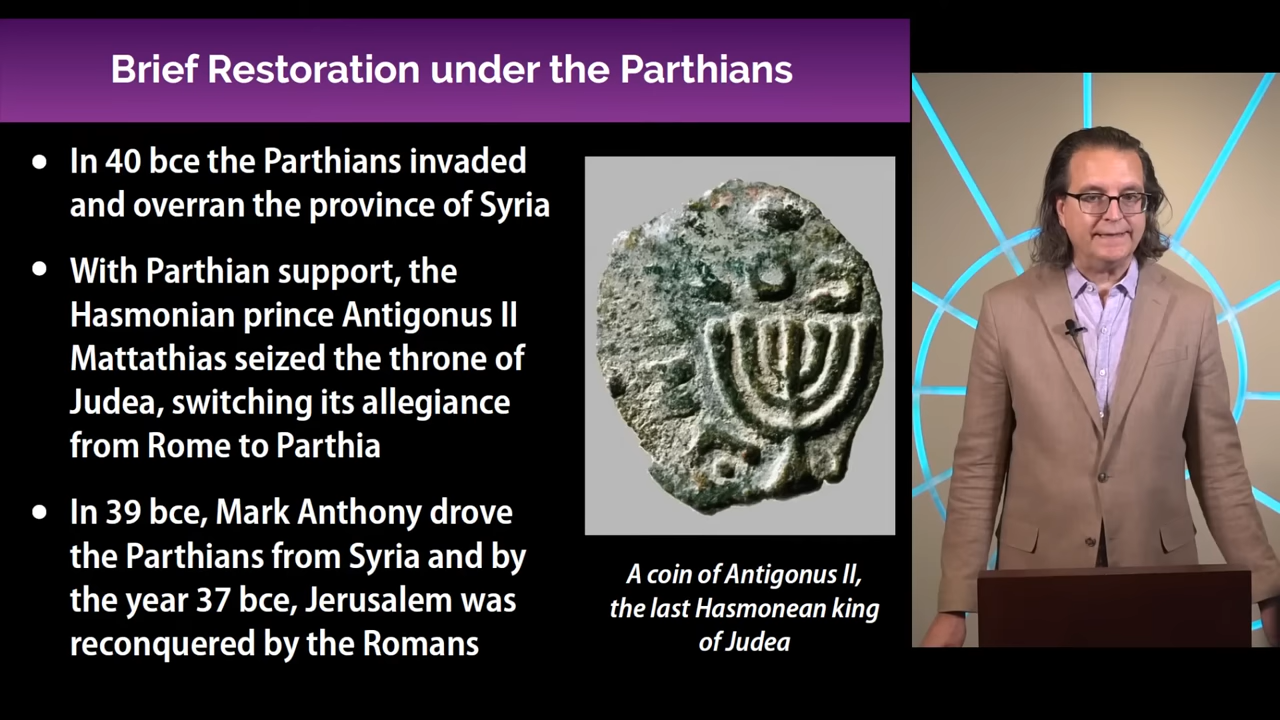 Brief Restoration under the Parthians
● In 40 bce the Parthians invaded
and overran the province of Syria
● With Parthian support, the
Hasmonian prince Antigonus II
Mattathias seized the throne of
Judea, switching its allegiance
from Rome to Parthia
● In 39 bce, Mark Anthony drove
the Parthians from Syria and by
the year 37 bce, Jerusalem was
reconquered by the Romans
A coin of Antigonus II,
the last Hasmonean king
of Judea